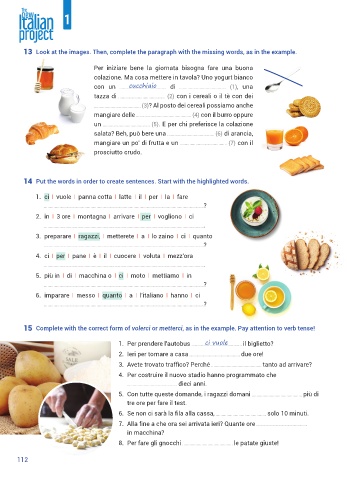 The
new
Italian
project
1
13 Look at the images. Then, complete the paragraph with the missing words, as in the example.
Per iniziare bene la giornata bisogna fare una buona
colazione. Ma cosa mettere in tavola? Uno yogurt bianco
con un cucchiaio di .................... (1), una
tazza di .................... (2) con i cereali o il tè con dei
.................... (3)? Al posto dei cereali possiamo anche
mangiare delle .................... (4) con il burro oppure
un .................... (5). E per chi preferisce la colazione
salata? Beh, può bere una .................... (6) di arancia,
mangiare un po' di frutta e un .................... (7) con il
prosciutto crudo.
14 Put the words in order to create sentences. Start with the highlighted words.
1. ci | vuole | panna cotta | latte | il | per | la | fare
....................?
2. in | 3 ore | montagna | arrivare | per | vogliono | ci
....................
3. preparare | ragazzi, | metterete | a | lo zaino | ci | quanto
....................?
4. ci | per | pane | è | il | cuocere | voluta | mezz'ora
....................
5. più in | di | macchina o | ci | moto | mettiamo | in
....................?
6. imparare | messo | quanto | a | l'italiano | hanno | ci
....................?
15 Complete with the correct form of volerci or metterci, as in the example. Pay attention to verb tense!
1. Per prendere l'autobus ci vuole il biglietto?
2. Ieri per tornare a casa .................... due ore!
3. Avete trovato traffico? Perché .................... tanto ad arrivare?
4. Per costruire il nuovo stadio hanno programmato che
.................... dieci anni.
5. Con tutte queste domande, i ragazzi domani .................... più di
tre ore per fare il test.
6. Se non ci sarà la fila alla cassa, .................... solo 10 minuti.
7. Alla fine a che ora sei arrivata ieri? Quante ore ....................
in macchina?
8. Per fare gli gnocchi .................... le patate giuste!
112